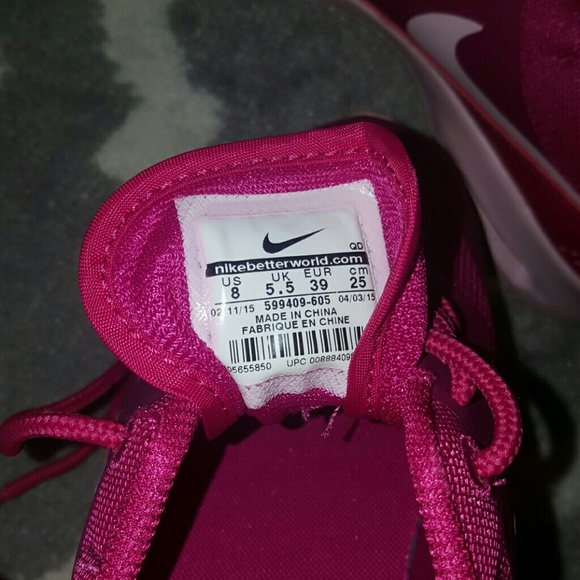 QD
nikebetterworld.com
US UK EUR cm
8 5.5 39 25
02/11/15 599409-605 04/03/15
MADE IN CHINA
FABRIQUE EN CHINE
UPC